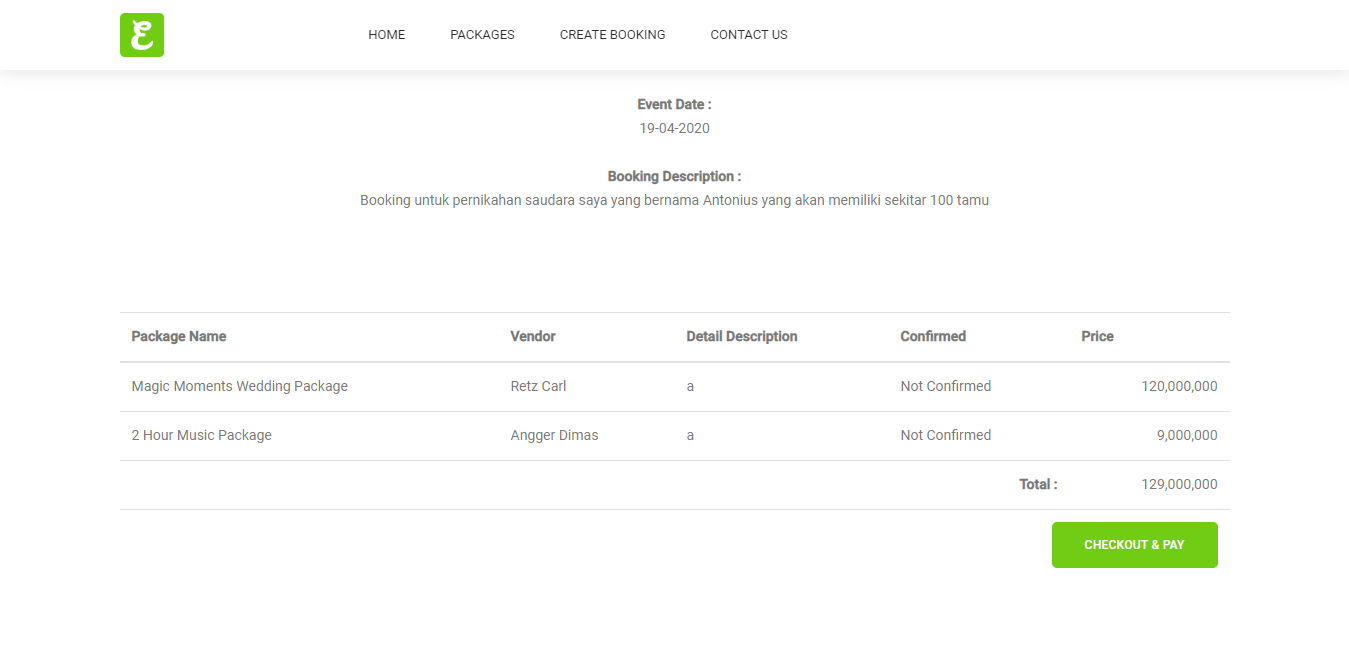 HOME PACKAGES CREATE BOOKING CONTACT US
Event Date :
19-04-2020
Booking Description :
Booking untuk pernikahan saudara saya yang bernama Antonius yang akan memiliki sekitar 100 tamu
Package Name Vendor Detail Description Confirmed Price
Magic Moments Wedding Package Retz Carl a Not Confirmed 120,000,000
2 Hour Music Package Angger Dimas a Not Confirmed 9,000,000
Total : 129,000,000
CHECKOUT & PAY